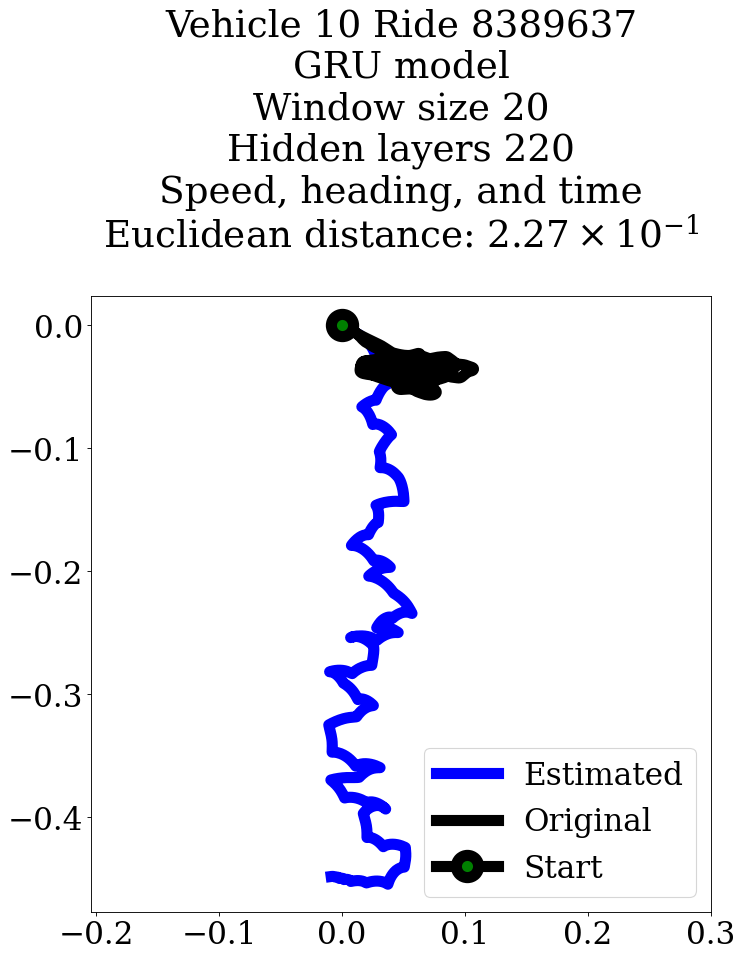 Vehicle 10 Ride 8389637
GRU model
Window size 20
Hidden layers 220
Speed, heading, and time
Euclidean distance: $2.27 \times 10^{-1}$
0.0
−0.1
−0.2
−0.3
−0.4
Estimated
Original
Start
−0.2 −0.1 0.0 0.1 0.2 0.3